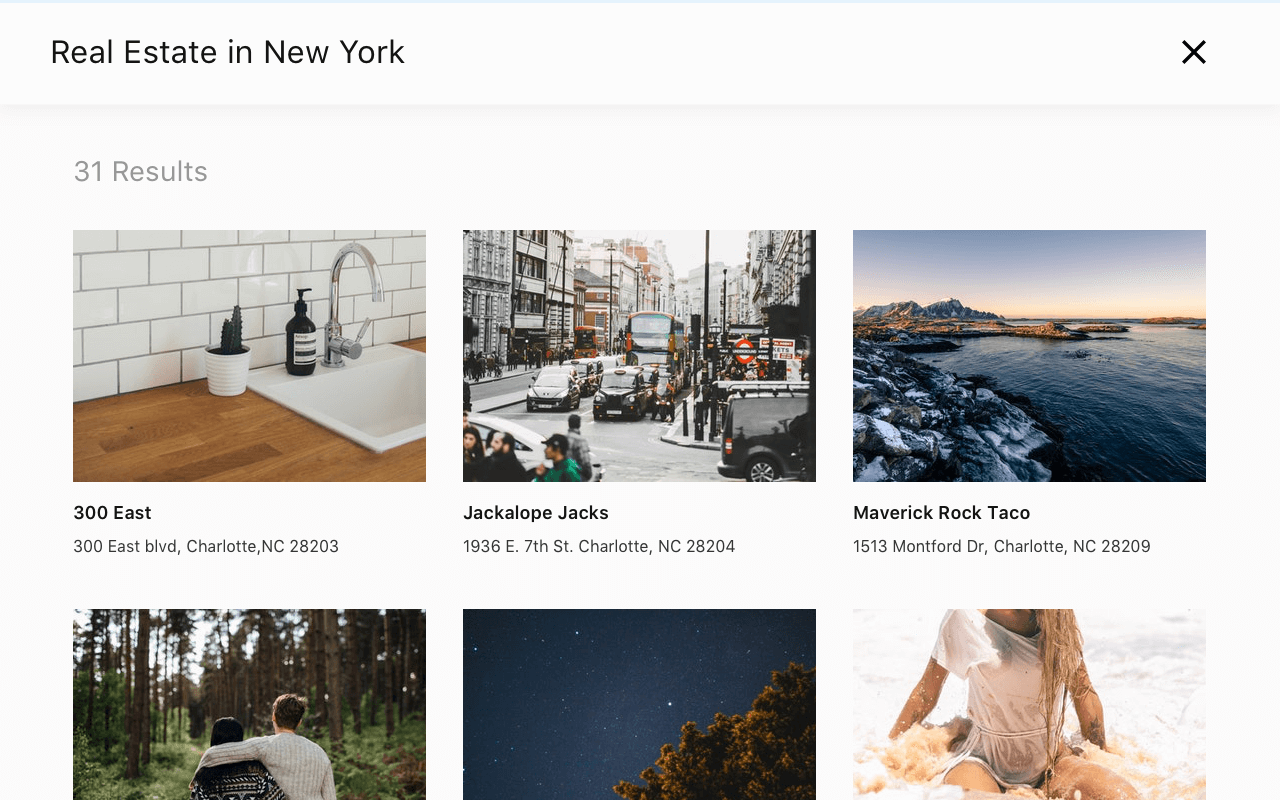 Real Estate in New York
31 Results
UNDERGROUND
300 East
Jackalope Jacks
Maverick Rock Taco
300 East blvd, Charlotte,NC 28203
1936 E. 7th St. Charlotte, NC 28204
1513 Montford Dr, Charlotte, NC 28209